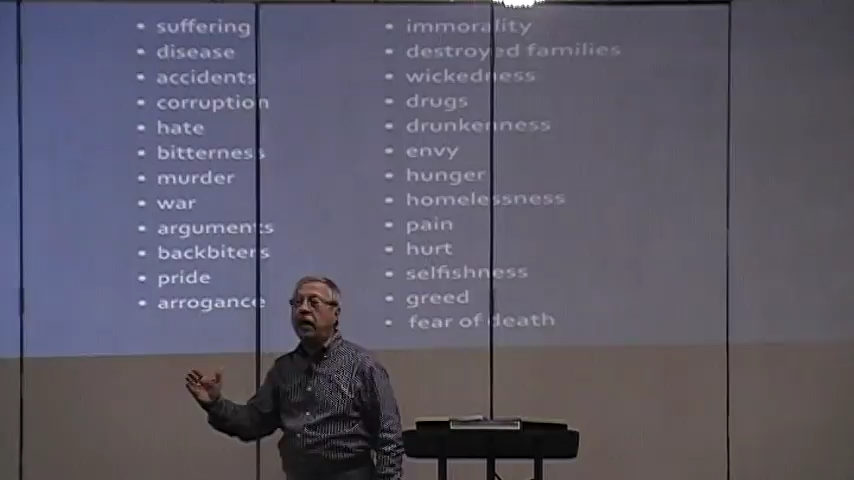 • suffering
• disease
• accidents
• corruption
• hate
• bitterness
• murder
• war
• arguments
• backbiters
• pride
• arrogance
• immorality
• destroyed families
• wickedness
• drugs
• drunkenness
• envy
• hunger
• homelessness
• pain
• hurt
• selfishness
• greed
• fear of death